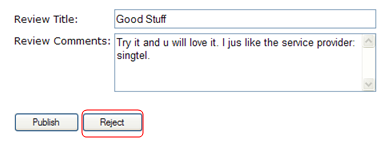 Review Title: Good Stuff
Review Comments: Try it and u will love it. I jus like the service provider:
singtel.
Publish Reject